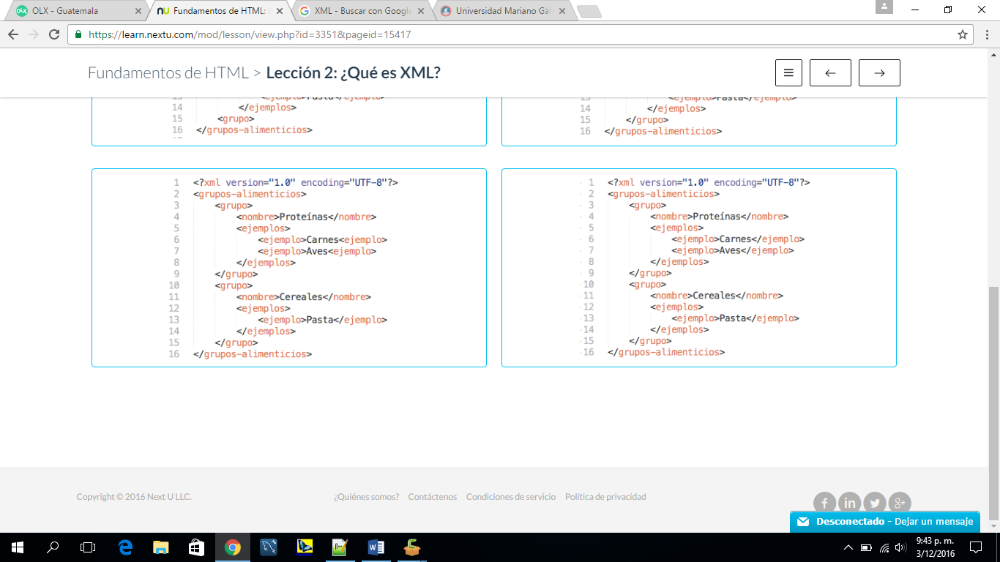 OLX - Guatemala
Fundamentos de HTML:
XML - Buscar con Google
Universidad Mariano Gál
https://learn.nextu.com/mod/lesson/view.php?id=3351&pageid=15417
Fundamentos de HTML > Lección 2: ¿Qué es XML?
13 <ejemplo>Pasta</ejemplo>
14 </ejemplos>
15 <grupo>
16 </grupos-alimenticios>
13 <ejemplo>Pasta</ejemplo>
14 </ejemplos>
15 </grupo>
16 </grupos-alimenticios>
1 <?xml version="1.0" encoding="UTF-8"?>
2 <grupos-alimenticios>
3 <grupo>
4 <nombre>Proteínas</nombre>
5 <ejemplos>
6 <ejemplo>Carnes<ejemplo>
7 <ejemplo>Aves<ejemplo>
8 </ejemplos>
9 </grupo>
10 <grupo>
11 <nombre>Cereales</nombre>
12 <ejemplos>
13 <ejemplo>Pasta</ejemplo>
14 </ejemplos>
15 </grupo>
16 </grupos-alimenticios>
1 <?xml version="1.0" encoding="UTF-8"?>
2 <grupos-alimenticios>
3 <grupo>
4 <nombre>Proteínas</nombre>
5 <ejemplos>
6 <ejemplo>Carnes</ejemplo>
7 <ejemplo>Aves</ejemplo>
8 </ejemplos>
9 </grupo>
10 <grupo>
11 <nombre>Cereales</nombre>
12 <ejemplos>
13 <ejemplo>Pasta</ejemplo>
14 </ejemplos>
15 </grupo>
16 </grupos-alimenticios>
Copyright © 2016 Next U LLC.
¿Quiénes somos? Contáctenos Condiciones de servicio Política de privacidad
Desconectado - Dejar un mensaje
9:43 p. m.
3/12/2016